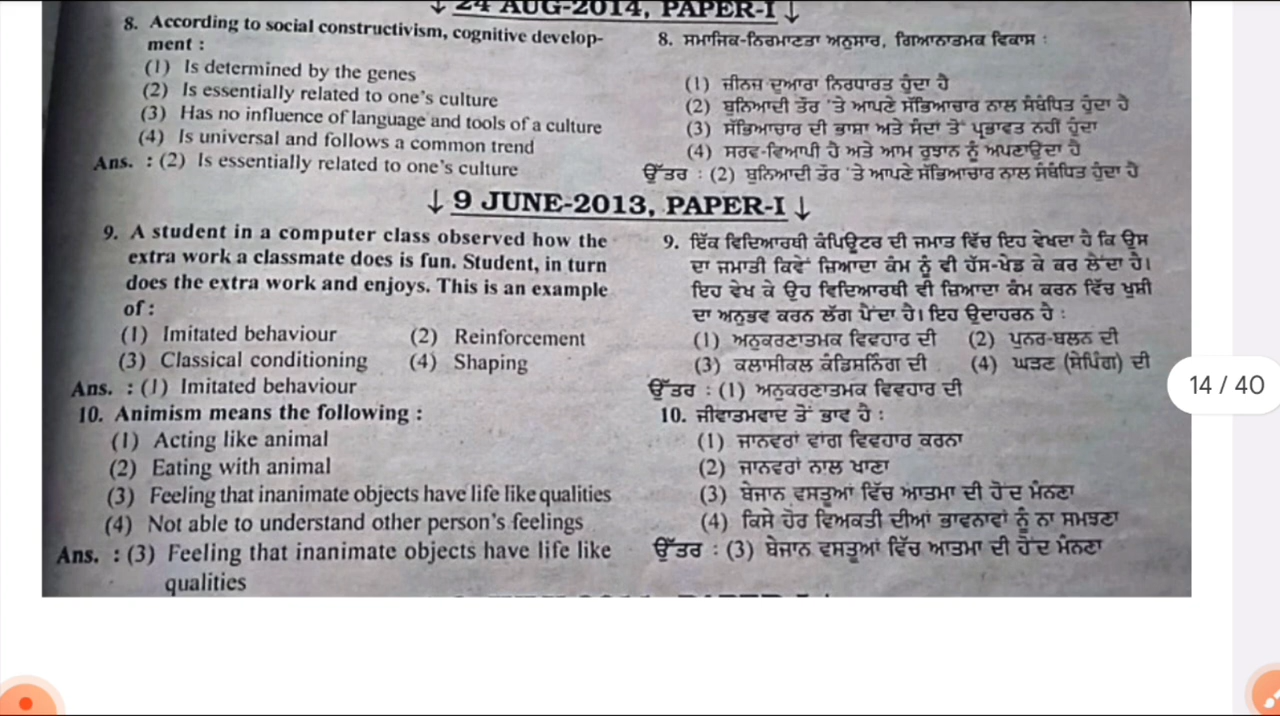 ↓ 24 AUG-2014, PAPER-I ↓
8. According to social constructivism, cognitive develop-
ment :
(1) Is determined by the genes
(2) Is essentially related to one's culture
(3) Has no influence of language and tools of a culture
(4) Is universal and follows a common trend
Ans. : (2) Is essentially related to one's culture
8. ਸਮਾਜਿਕ-ਨਿਰਮਾਣਤਾ ਅਨੁਸਾਰ, ਗਿਆਨਾਤਮਕ ਵਿਕਾਸ :
(1) ਜੀਨਜ਼ ਦੁਆਰਾ ਨਿਰਧਾਰਤ ਹੁੰਦਾ ਹੈ
(2) ਬੁਨਿਆਦੀ ਤੌਰ 'ਤੇ ਆਪਣੇ ਸੱਭਿਆਚਾਰ ਨਾਲ ਸੰਬੰਧਿਤ ਹੁੰਦਾ ਹੈ
(3) ਸੱਭਿਆਚਾਰ ਦੀ ਭਾਸ਼ਾ ਅਤੇ ਸੰਦਾਂ ਤੋਂ ਪ੍ਰਭਾਵਤ ਨਹੀਂ ਹੁੰਦਾ
(4) ਸਰਵ-ਵਿਆਪੀ ਹੈ ਅਤੇ ਆਮ ਰੁਝਾਨ ਨੂੰ ਅਪਣਾਉਂਦਾ ਹੈ
ਉੱਤਰ : (2) ਬੁਨਿਆਦੀ ਤੌਰ 'ਤੇ ਆਪਣੇ ਸੱਭਿਆਚਾਰ ਨਾਲ ਸੰਬੰਧਿਤ ਹੁੰਦਾ ਹੈ
↓ 9 JUNE-2013, PAPER-I ↓
9. A student in a computer class observed how the
extra work a classmate does is fun. Student, in turn
does the extra work and enjoys. This is an example
of :
(1) Imitated behaviour (2) Reinforcement
(3) Classical conditioning (4) Shaping
Ans. : (1) Imitated behaviour
10. Animism means the following :
(1) Acting like animal
(2) Eating with animal
(3) Feeling that inanimate objects have life like qualities
(4) Not able to understand other person's feelings
Ans. : (3) Feeling that inanimate objects have life like
qualities
9. ਇੱਕ ਵਿਦਿਆਰਥੀ ਕੰਪਿਊਟਰ ਦੀ ਜਮਾਤ ਵਿੱਚ ਇਹ ਵੇਖਦਾ ਹੈ ਕਿ ਉਸ
ਦਾ ਜਮਾਤੀ ਕਿਵੇਂ ਜ਼ਿਆਦਾ ਕੰਮ ਨੂੰ ਵੀ ਹੱਸ-ਖੇਡ ਕੇ ਕਰ ਲੈਂਦਾ ਹੈ।
ਇਹ ਵੇਖ ਕੇ ਉਹ ਵਿਦਿਆਰਥੀ ਵੀ ਜ਼ਿਆਦਾ ਕੰਮ ਕਰਨ ਵਿੱਚ ਖੁਸ਼ੀ
ਦਾ ਅਨੁਭਵ ਕਰਨ ਲੱਗ ਪੈਂਦਾ ਹੈ। ਇਹ ਉਦਾਹਰਨ ਹੈ :
(1) ਅਨੁਕਰਣਾਤਮਕ ਵਿਵਹਾਰ ਦੀ (2) ਪੁਨਰ-ਬਲਨ ਦੀ
(3) ਕਲਾਸੀਕਲ ਕੰਡਿਸਨਿੰਗ ਦੀ (4) ਘੜਣ (ਸ਼ੇਪਿੰਗ) ਦੀ
ਉੱਤਰ : (1) ਅਨੁਕਰਣਾਤਮਕ ਵਿਵਹਾਰ ਦੀ
10. ਜੀਵਾਤਮਵਾਦ ਤੋਂ ਭਾਵ ਹੈ :
(1) ਜਾਨਵਰਾਂ ਵਾਂਗ ਵਿਵਹਾਰ ਕਰਨਾ
(2) ਜਾਨਵਰਾਂ ਨਾਲ ਖਾਣਾ
(3) ਬੇਜਾਨ ਵਸਤੂਆਂ ਵਿੱਚ ਆਤਮਾ ਦੀ ਹੋਂਦ ਮੰਨਣਾ
(4) ਕਿਸੇ ਹੋਰ ਵਿਅਕਤੀ ਦੀਆਂ ਭਾਵਨਾਵਾਂ ਨੂੰ ਨਾ ਸਮਝਣਾ
ਉੱਤਰ : (3) ਬੇਜਾਨ ਵਸਤੂਆਂ ਵਿੱਚ ਆਤਮਾ ਦੀ ਹੋਂਦ ਮੰਨਣਾ
14 / 40